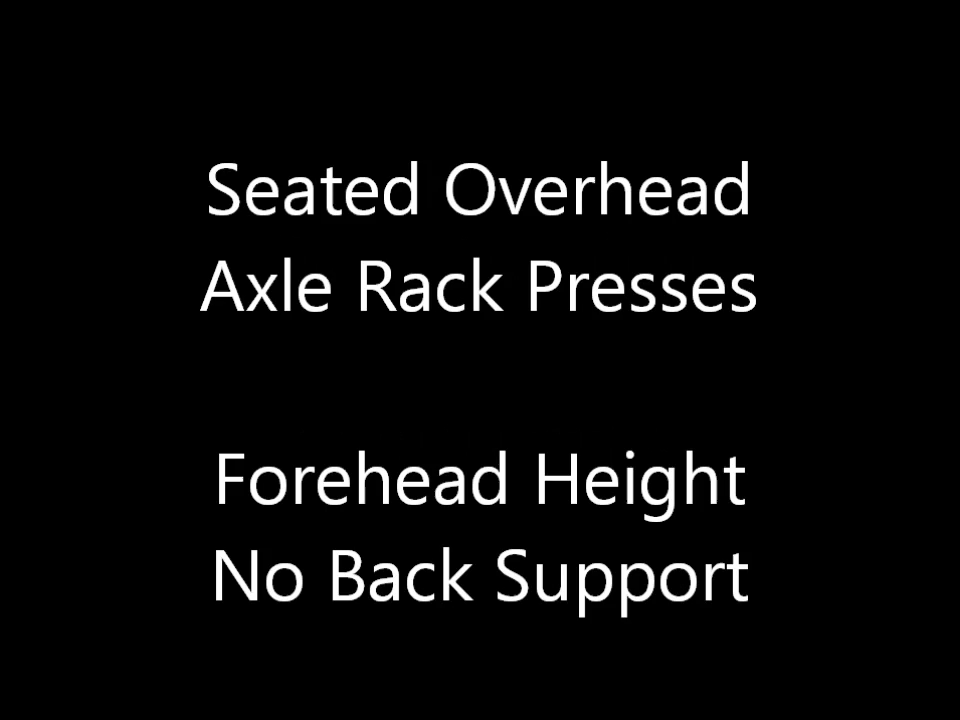 Seated Overhead
Axle Rack Presses
Forehead Height
No Back Support